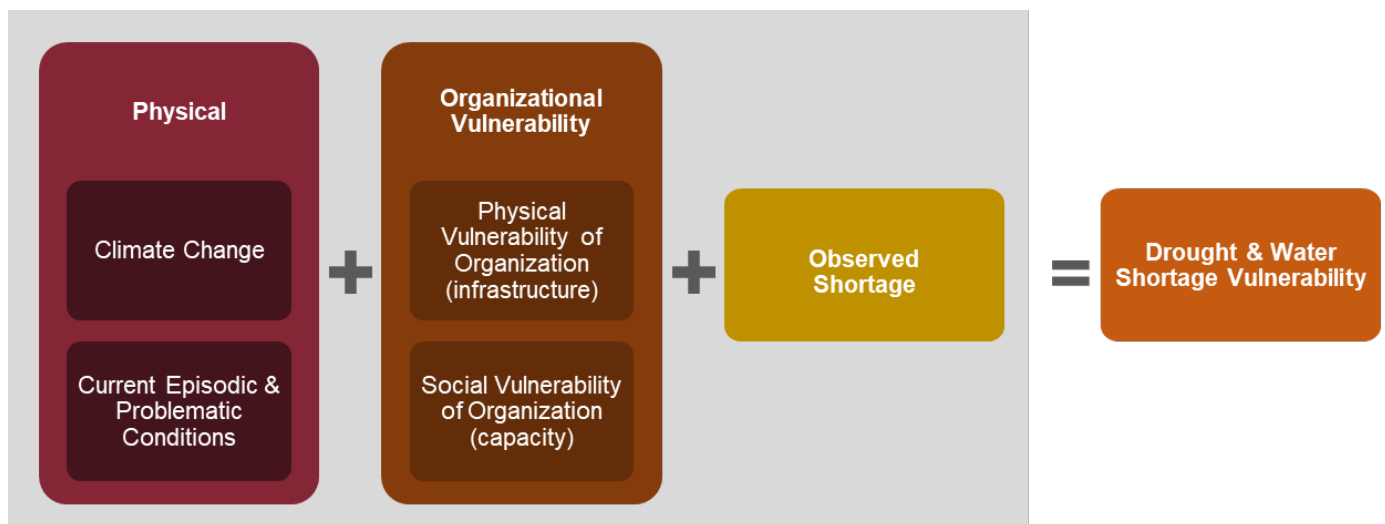 Physical
Climate Change
Current Episodic &
Problematic
Conditions
+
Organizational
Vulnerability
Physical
Vulnerability of
Organization
(infrastructure)
Social Vulnerability
of Organization
(capacity)
+
Observed
Shortage
=
Drought & Water
Shortage Vulnerability